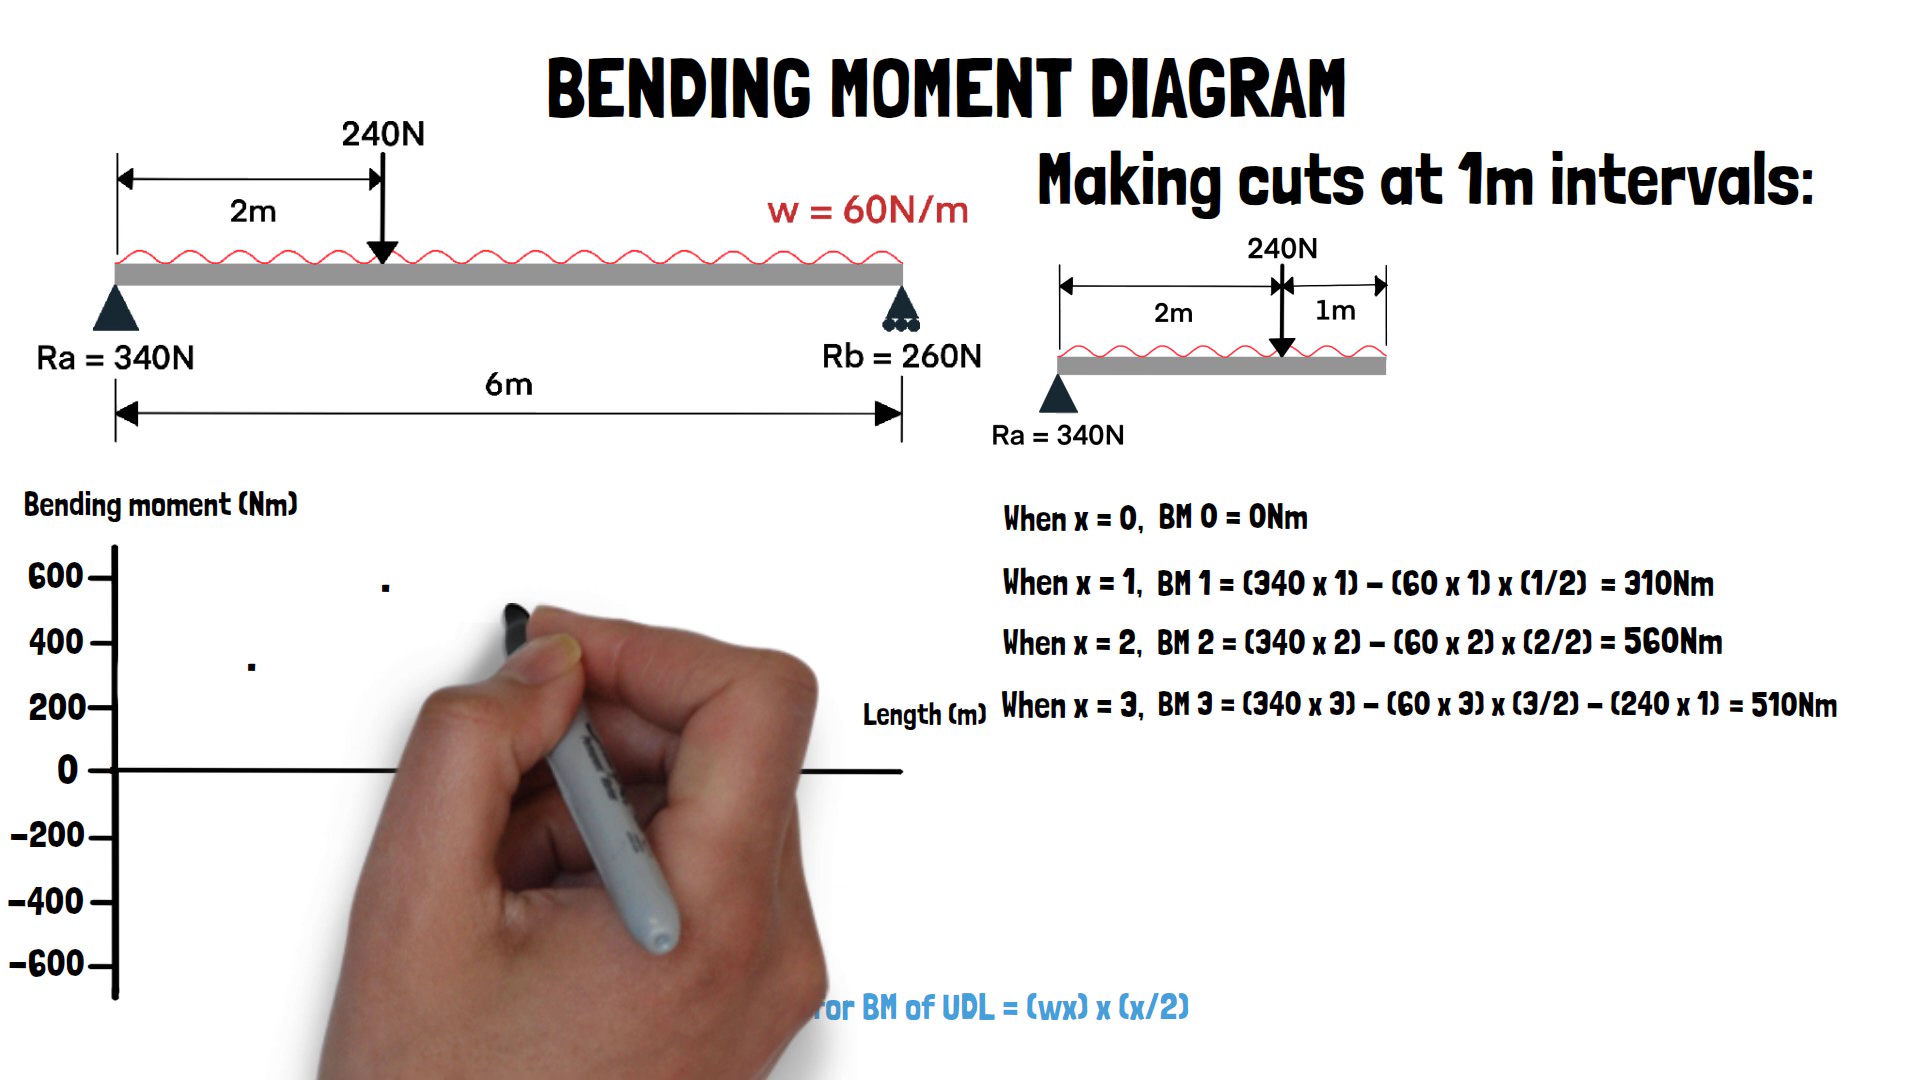 BENDING MOMENT DIAGRAM
240N
2m
w = 60N/m
Ra = 340N
Rb = 260N
6m
Making cuts at 1m intervals:
240N
2m
1m
Ra = 340N
Bending moment (Nm)
600
400
200
0
-200
-400
-600
Length (m)
When x = 0, BM 0 = 0Nm
When x = 1, BM 1 = (340 x 1) - (60 x 1) x (1/2) = 310Nm
When x = 2, BM 2 = (340 x 2) - (60 x 2) x (2/2) = 560Nm
When x = 3, BM 3 = (340 x 3) - (60 x 3) x (3/2) - (240 x 1) = 510Nm
for BM of UDL = (wx) x (x/2)